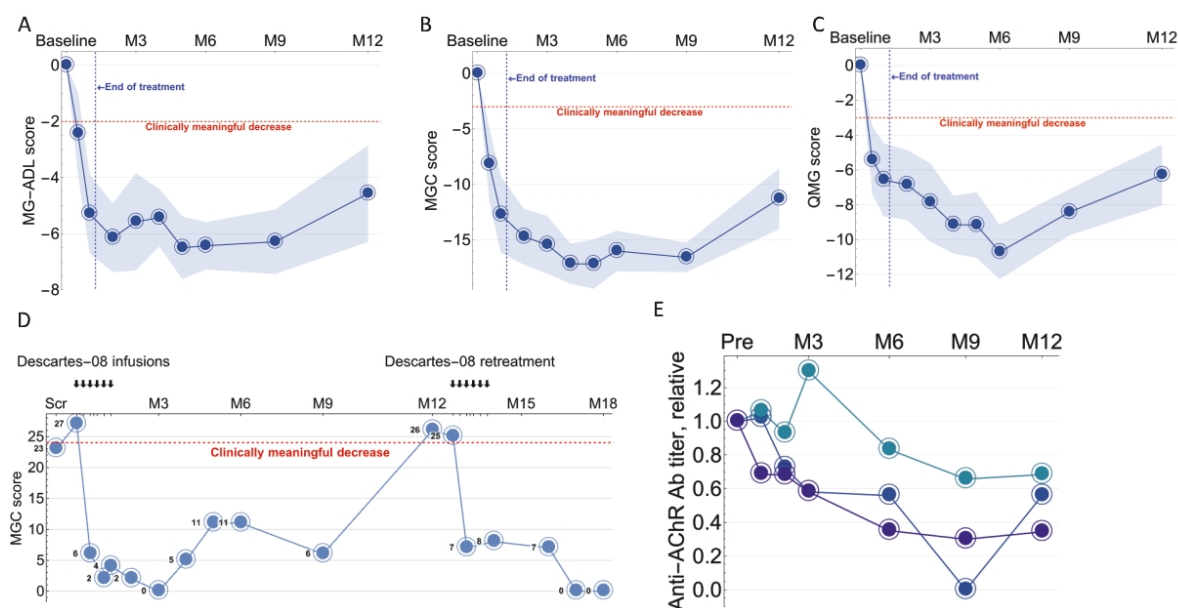 A
Baseline M3 M6 M9 M12
0
←End of treatment
−2
Clinically meaningful decrease
−4
−6
−8
MG−ADL score
B
Baseline M3 M6 M9 M12
0
←End of treatment
Clinically meaningful decrease
−5
−10
−15
MGC score
C
Baseline M3 M6 M9 M12
0
←End of treatment
−2
Clinically meaningful decrease
−4
−6
−8
−10
−12
QMG score
D
Descartes−08 infusions Descartes−08 retreatment
Scr M3 M6 M9 M12 M15 M18
25
20
15
10
5
0
MGC score
Clinically meaningful decrease
23 27 6 2 4 2 0 5 11 11 6 26 25 7 8 7 0 0
E
Pre M3 M6 M9 M12
1.2
1.0
0.8
0.6
0.4
0.2
0.0
Anti−AChR Ab titer, relative